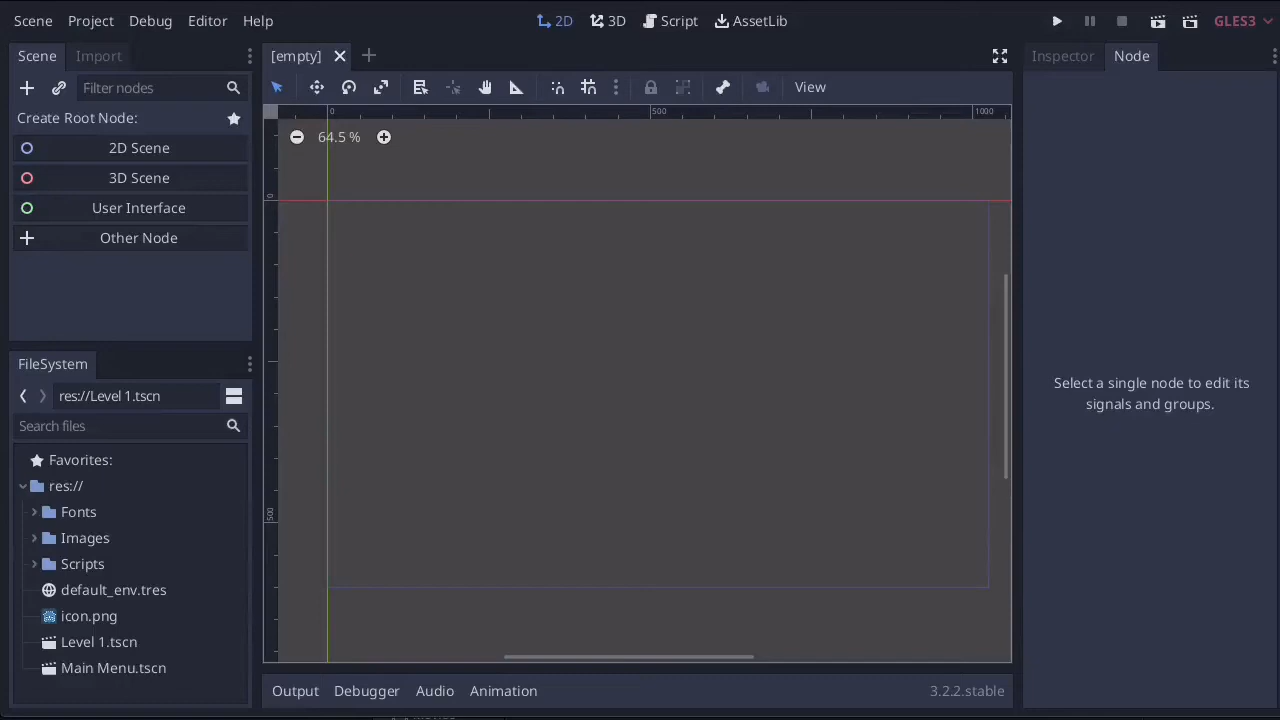 Scene Project Debug Editor Help
2D 3D Script AssetLib
GLES3
Scene Import
[empty]
Inspector Node
Filter nodes
View
Create Root Node:
0 500 1000
64.5 %
2D Scene
3D Scene
User Interface
Other Node
0
500
FileSystem
res://Level 1.tscn
Search files
Favorites:
res://
Fonts
Images
Scripts
default_env.tres
icon.png
Level 1.tscn
Main Menu.tscn
Select a single node to edit its
signals and groups.
Output Debugger Audio Animation
3.2.2.stable